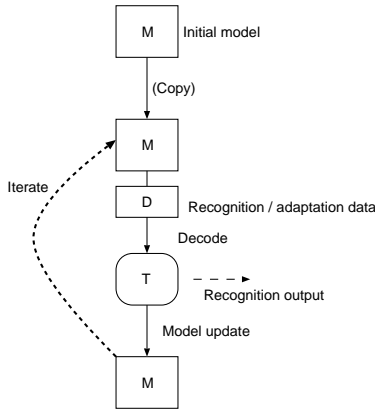 M Initial model
(Copy)
M
Iterate
D
Recognition / adaptation data
Decode
T
Recognition output
Model update
M